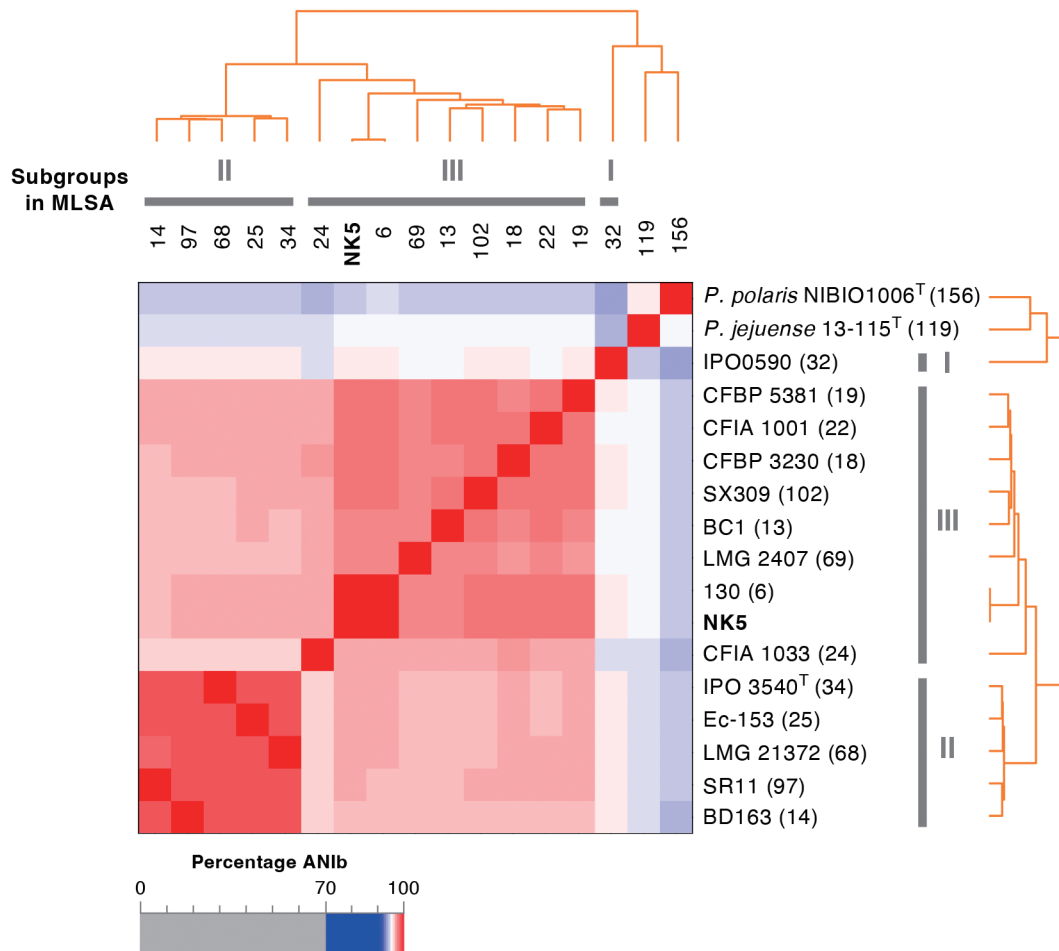 II
III
I
Subgroups
in MLSA
14
97
68
25
34
24
NK5
6
69
13
102
18
22
19
32
119
156
P. polaris NIBIO1006ᵀ (156)
P. jejuense 13-115ᵀ (119)
IPO0590 (32)
I
CFBP 5381 (19)
CFIA 1001 (22)
CFBP 3230 (18)
SX309 (102)
III
BC1 (13)
LMG 2407 (69)
130 (6)
NK5
CFIA 1033 (24)
IPO 3540ᵀ (34)
Ec-153 (25)
II
LMG 21372 (68)
SR11 (97)
BD163 (14)
Percentage ANIb
0 70 100